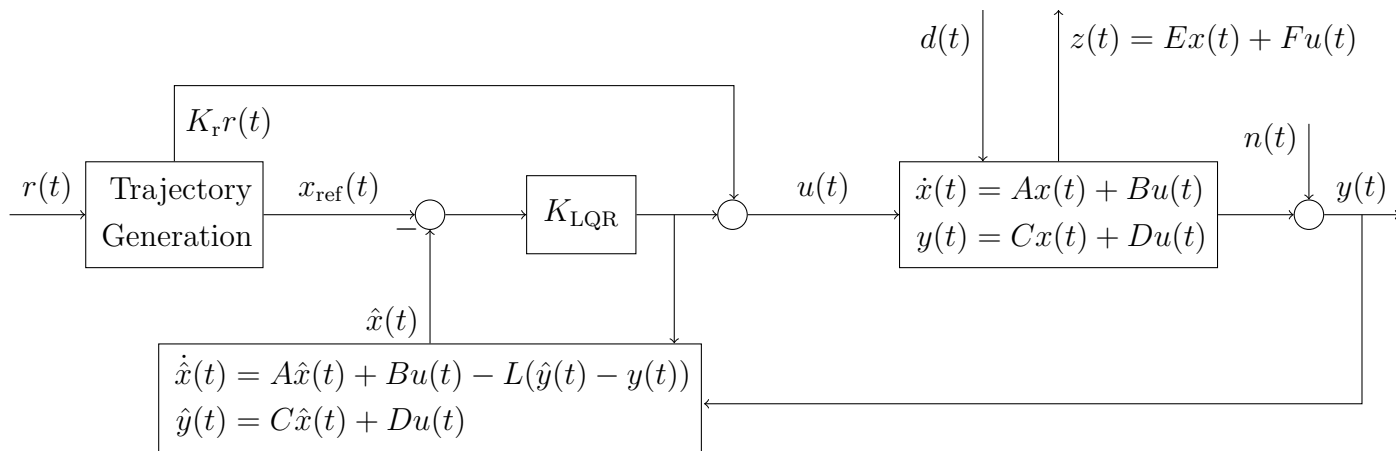 d(t)
z(t) = Ex(t) + Fu(t)
K_r r(t)
n(t)
r(t)
Trajectory
Generation
x_ref(t)
−
K_LQR
u(t)
ẋ(t) = Ax(t) + Bu(t)
y(t) = Cx(t) + Du(t)
y(t)
x̂(t)
x̂̇(t) = Ax̂(t) + Bu(t) − L(ŷ(t) − y(t))
ŷ(t) = Cx̂(t) + Du(t)